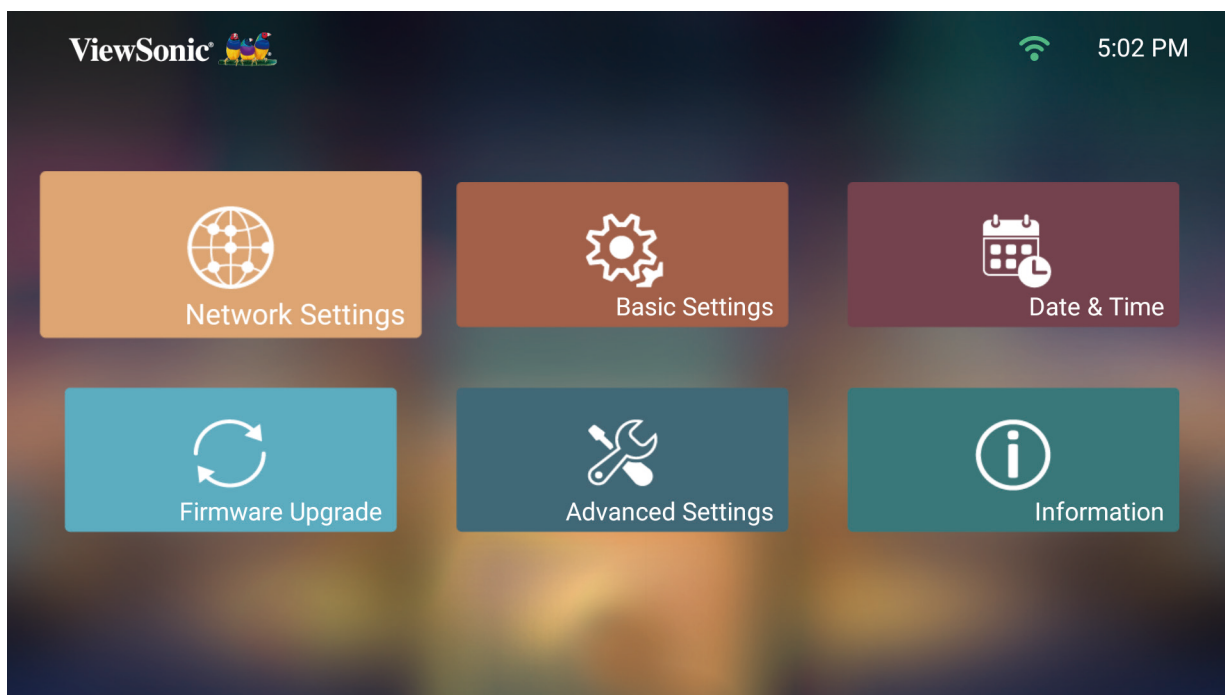 ViewSonic®
5:02 PM
Network Settings
Basic Settings
Date & Time
Firmware Upgrade
Advanced Settings
Information